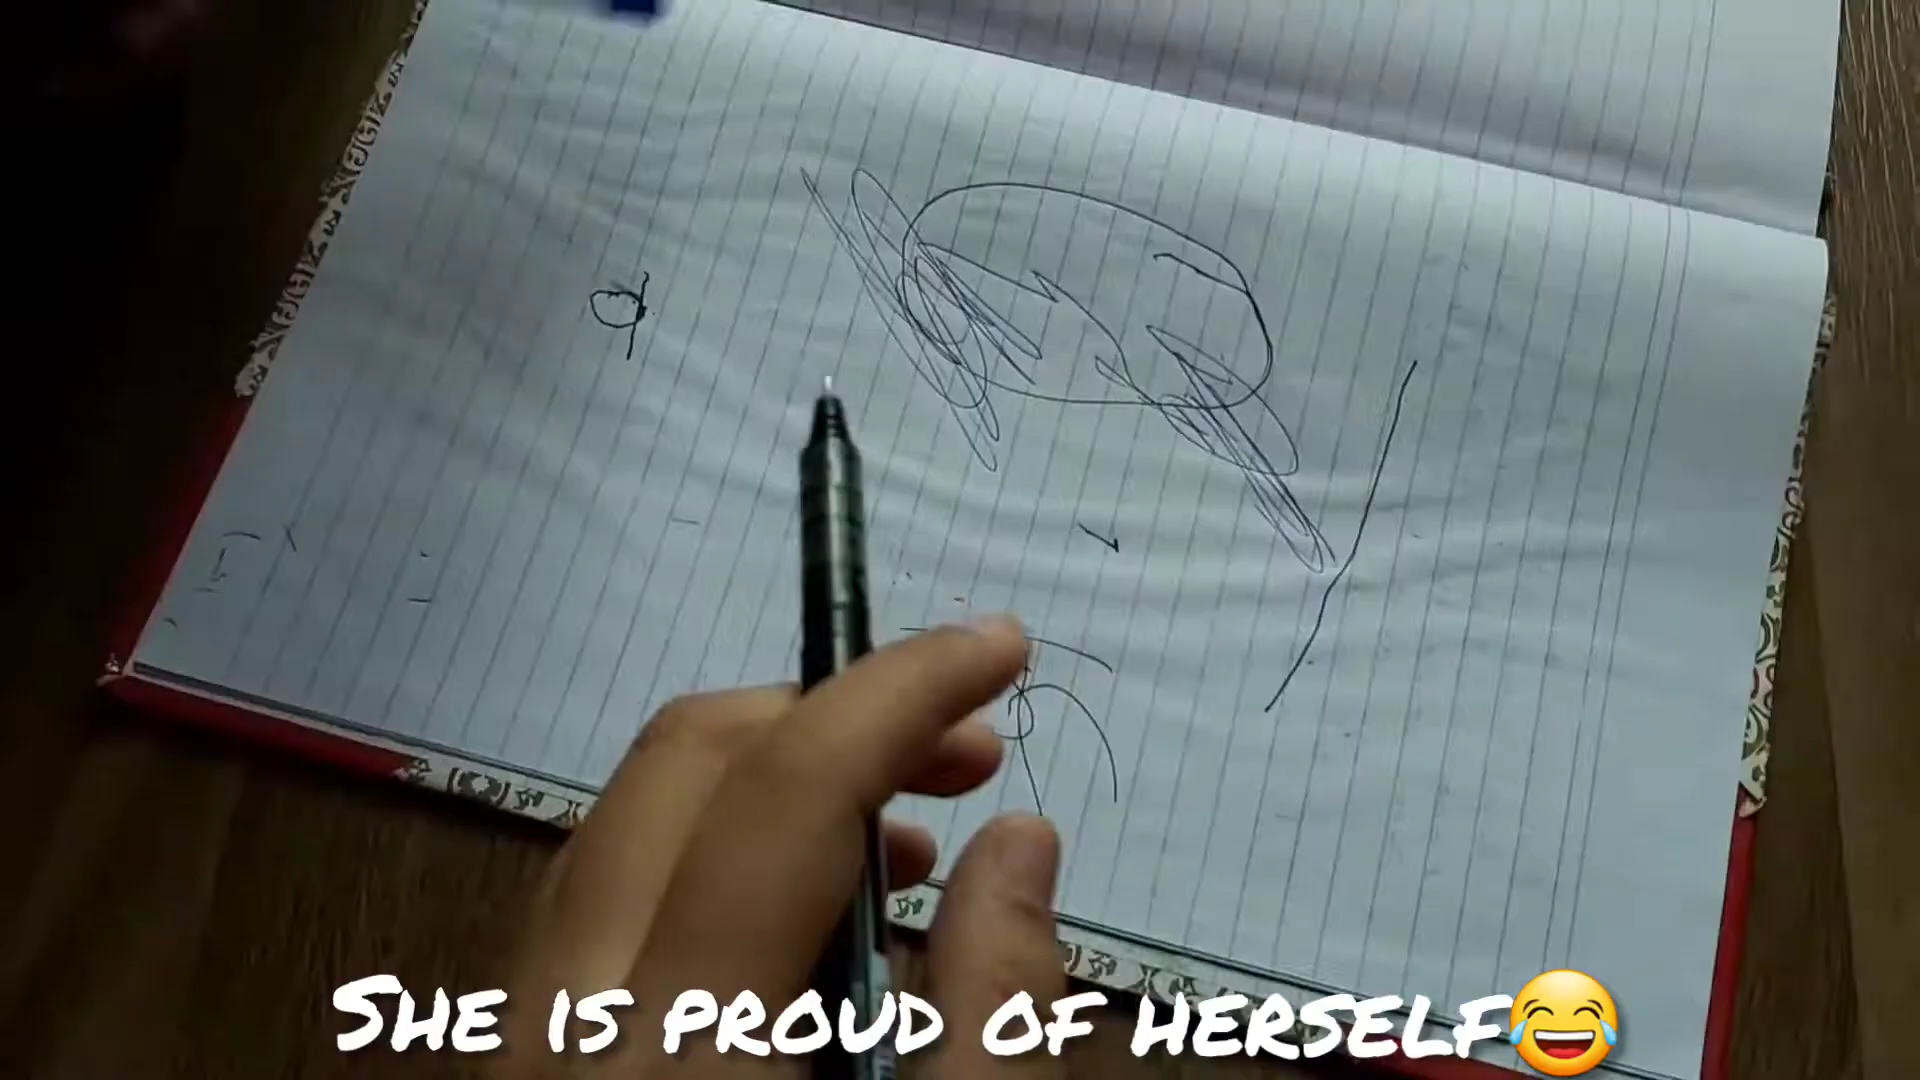 She is proud of herself😂